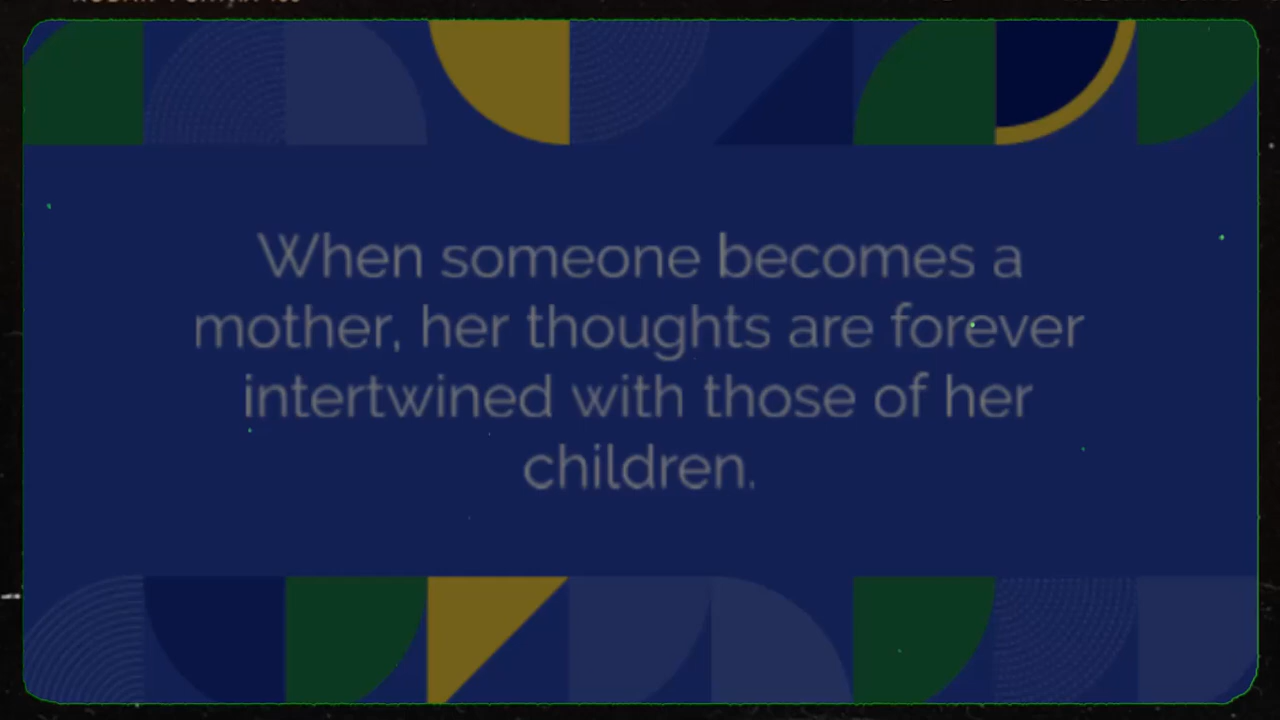 When someone becomes a
mother, her thoughts are forever
intertwined with those of her
children.